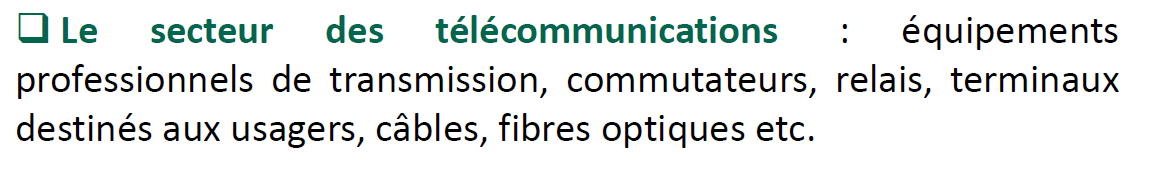 ❑ Le secteur des télécommunications : équipements
professionnels de transmission, commutateurs, relais, terminaux
destinés aux usagers, câbles, fibres optiques etc.